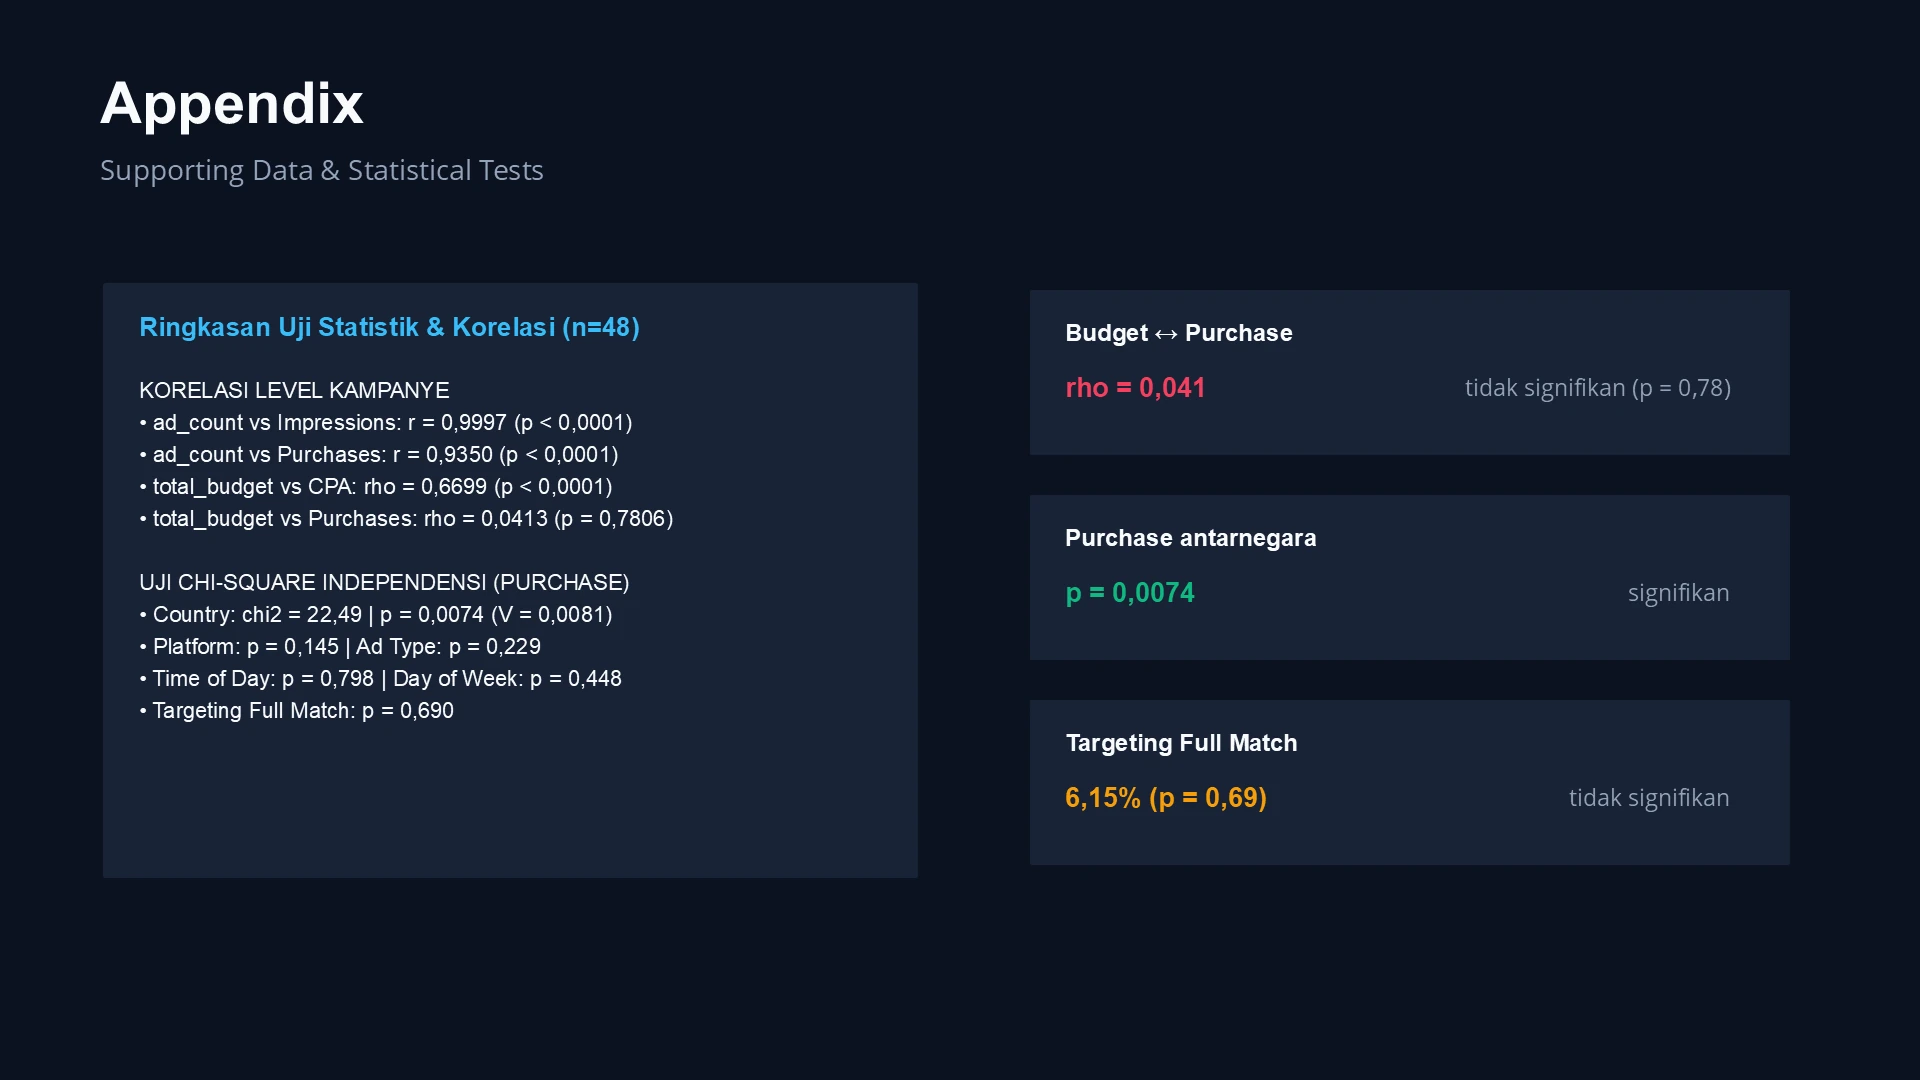 Appendix
Supporting Data & Statistical Tests
Ringkasan Uji Statistik & Korelasi (n=48)
KORELASI LEVEL KAMPANYE
• ad_count vs Impressions: r = 0,9997 (p < 0,0001)
• ad_count vs Purchases: r = 0,9350 (p < 0,0001)
• total_budget vs CPA: rho = 0,6699 (p < 0,0001)
• total_budget vs Purchases: rho = 0,0413 (p = 0,7806)
UJI CHI-SQUARE INDEPENDENSI (PURCHASE)
• Country: chi2 = 22,49 | p = 0,0074 (V = 0,0081)
• Platform: p = 0,145 | Ad Type: p = 0,229
• Time of Day: p = 0,798 | Day of Week: p = 0,448
• Targeting Full Match: p = 0,690
Budget ↔ Purchase
rho = 0,041 tidak signifikan (p = 0,78)
Purchase antarnegara
p = 0,0074 signifikan
Targeting Full Match
6,15% (p = 0,69) tidak signifikan